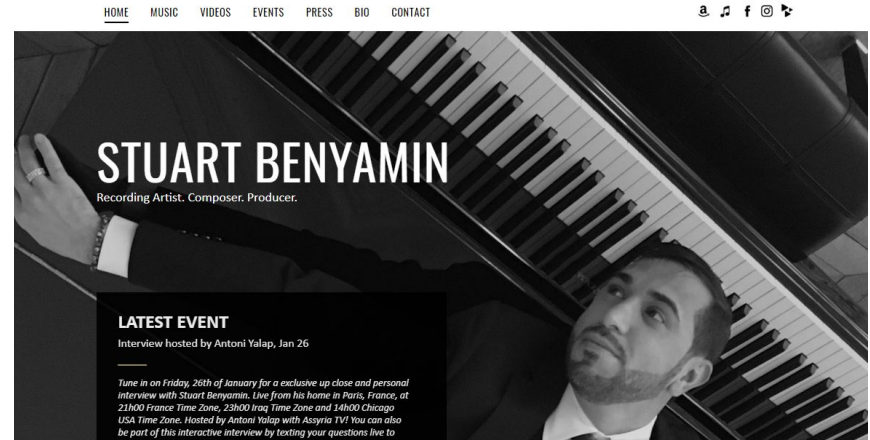 HOME MUSIC VIDEOS EVENTS PRESS BIO CONTACT
STUART BENYAMIN
Recording Artist. Composer. Producer.
LATEST EVENT
Interview hosted by Antoni Yalap, Jan 26
Tune in on Friday, 26th of January for a exclusive up close and personal
interview with Stuart Benyamin. Live from his home in Paris, France, at
21h00 France Time Zone, 23h00 Iraq Time Zone and 14h00 Chicago
USA Time Zone. Hosted by Antoni Yalap with Assyria TV! You can also
be part of this interactive interview by texting your questions live to